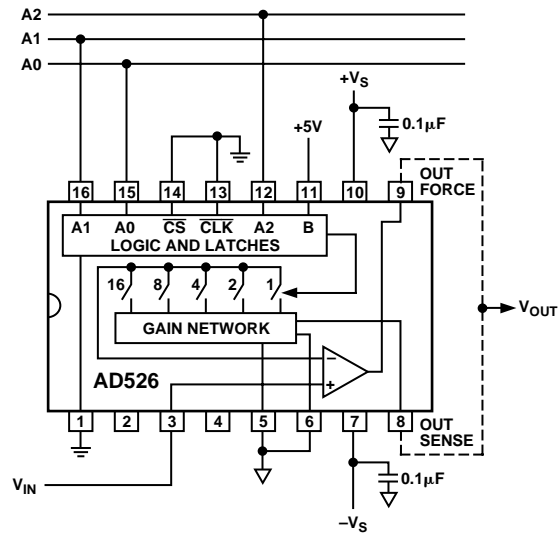 A2
A1
A0
+VS
+5V
0.1µF
OUT FORCE
16 15 14 13 12 11 10 9
A1 A0 CS CLK A2 B
LOGIC AND LATCHES
16 8 4 2 1
GAIN NETWORK
VOUT
−
+
AD526
1 2 3 4 5 6 7 8
OUT SENSE
VIN
0.1µF
−VS